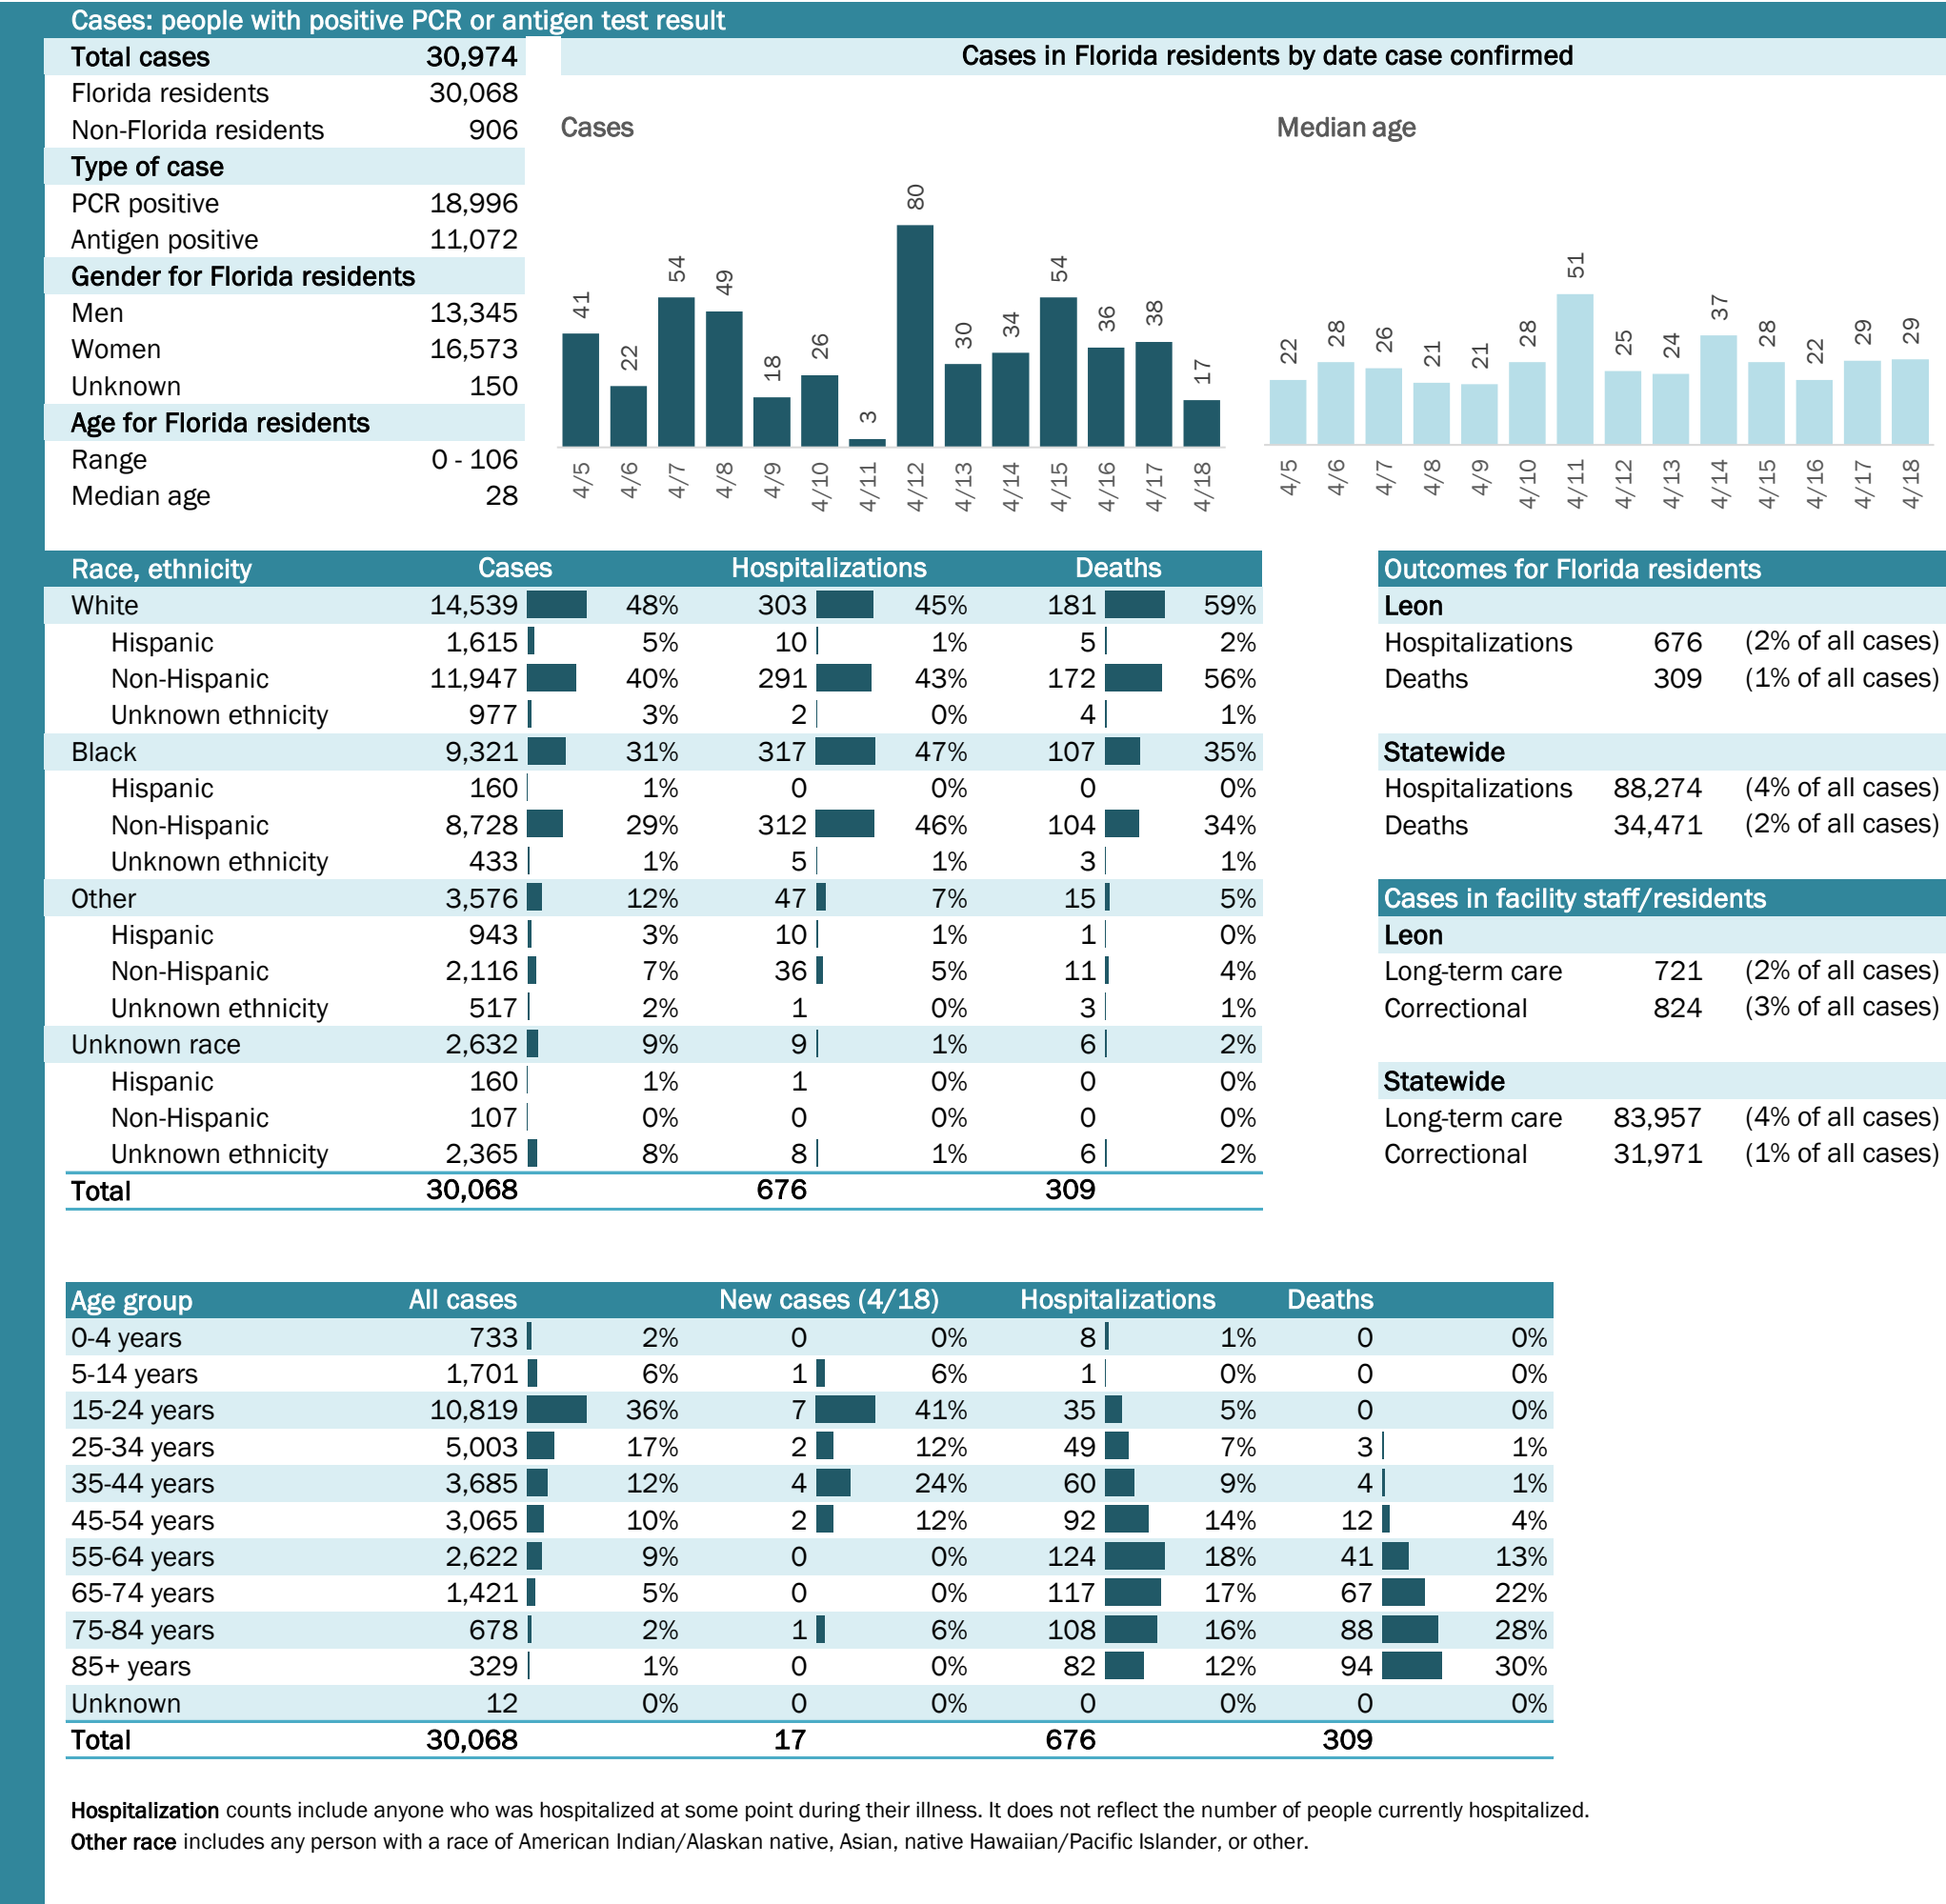 Cases: people with positive PCR or antigen test result
Total cases 30,974
Florida residents 30,068
Non-Florida residents 906
Type of case
PCR positive 18,996
Antigen positive 11,072
Gender for Florida residents
Men 13,345
Women 16,573
Unknown 150
Age for Florida residents
Range 0 - 106
Median age 28
Cases in Florida residents by date case confirmed
Cases
41 22 54 49 18 26 3 80 30 34 54 36 38 17
4/5 4/6 4/7 4/8 4/9 4/10 4/11 4/12 4/13 4/14 4/15 4/16 4/17 4/18
Median age
22 28 26 21 21 28 51 25 24 37 28 22 29 29
4/5 4/6 4/7 4/8 4/9 4/10 4/11 4/12 4/13 4/14 4/15 4/16 4/17 4/18
Race, ethnicity Cases Hospitalizations Deaths
White 14,539 48% 303 45% 181 59%
Hispanic 1,615 5% 10 1% 5 2%
Non-Hispanic 11,947 40% 291 43% 172 56%
Unknown ethnicity 977 3% 2 0% 4 1%
Black 9,321 31% 317 47% 107 35%
Hispanic 160 1% 0 0% 0 0%
Non-Hispanic 8,728 29% 312 46% 104 34%
Unknown ethnicity 433 1% 5 1% 3 1%
Other 3,576 12% 47 7% 15 5%
Hispanic 943 3% 10 1% 1 0%
Non-Hispanic 2,116 7% 36 5% 11 4%
Unknown ethnicity 517 2% 1 0% 3 1%
Unknown race 2,632 9% 9 1% 6 2%
Hispanic 160 1% 1 0% 0 0%
Non-Hispanic 107 0% 0 0% 0 0%
Unknown ethnicity 2,365 8% 8 1% 6 2%
Total 30,068 676 309
Outcomes for Florida residents
Leon
Hospitalizations 676 (2% of all cases)
Deaths 309 (1% of all cases)
Statewide
Hospitalizations 88,274 (4% of all cases)
Deaths 34,471 (2% of all cases)
Cases in facility staff/residents
Leon
Long-term care 721 (2% of all cases)
Correctional 824 (3% of all cases)
Statewide
Long-term care 83,957 (4% of all cases)
Correctional 31,971 (1% of all cases)
Age group All cases New cases (4/18) Hospitalizations Deaths
0-4 years 733 2% 0 0% 8 1% 0 0%
5-14 years 1,701 6% 1 6% 1 0% 0 0%
15-24 years 10,819 36% 7 41% 35 5% 0 0%
25-34 years 5,003 17% 2 12% 49 7% 3 1%
35-44 years 3,685 12% 4 24% 60 9% 4 1%
45-54 years 3,065 10% 2 12% 92 14% 12 4%
55-64 years 2,622 9% 0 0% 124 18% 41 13%
65-74 years 1,421 5% 0 0% 117 17% 67 22%
75-84 years 678 2% 1 6% 108 16% 88 28%
85+ years 329 1% 0 0% 82 12% 94 30%
Unknown 12 0% 0 0% 0 0% 0 0%
Total 30,068 17 676 309
Hospitalization counts include anyone who was hospitalized at some point during their illness. It does not reflect the number of people currently hospitalized.
Other race includes any person with a race of American Indian/Alaskan native, Asian, native Hawaiian/Pacific Islander, or other.